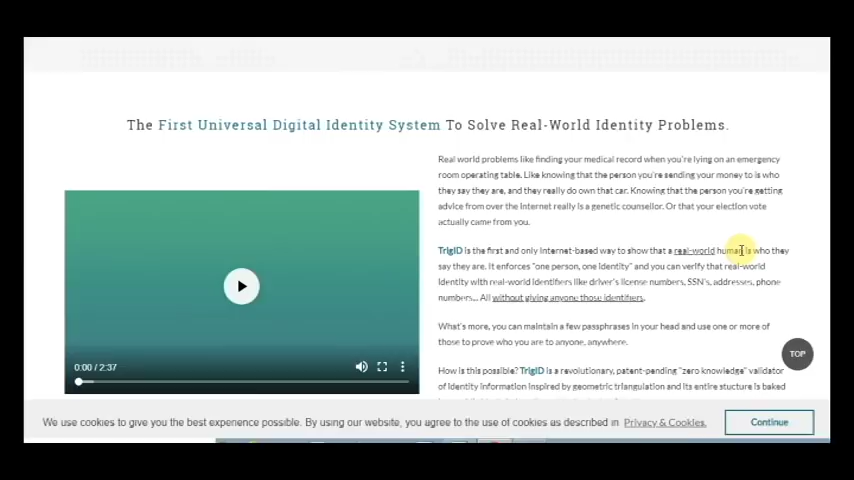 The First Universal Digital Identity System To Solve Real-World Identity Problems.
Real world problems like finding your medical record when you're lying on an emergency
room operating table. Like knowing that the person you're sending your money to is who
they say they are, and they really do own that car. Knowing that the person you're getting
advice from over the Internet really is a genetic counsellor. Or that your election vote
actually came from you.
TrigID is the first and only Internet-based way to show that a real-world human is who they
say they are. It enforces "one person, one identity" and you can verify that real-world
identity with real-world identifiers like driver's license numbers, SSN's, addresses, phone
numbers... All without giving anyone those identifiers.
What's more, you can maintain a few passphrases in your head and use one or more of
those to prove who you are to anyone, anywhere.
How is this possible? TrigID is a revolutionary, patent-pending "zero knowledge" validator
of identity information inspired by geometric triangulation and its entire stucture is baked
0:00 / 2:37
TOP
We use cookies to give you the best experience possible. By using our website, you agree to the use of cookies as described in Privacy & Cookies.
Continue